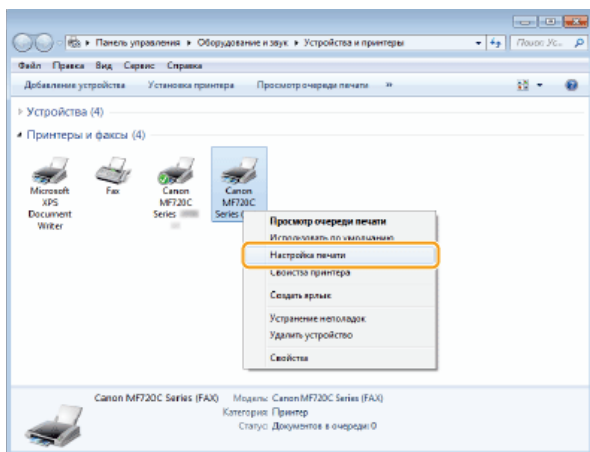 Панель управления ▸ Оборудование и звук ▸ Устройства и принтеры
Поиск: Ус...
Файл Правка Вид Сервис Справка
Добавление устройства Установка принтера Просмотр очереди печати »
Устройства (4)
Принтеры и факсы (4)
Microsoft
XPS
Document
Writer
Fax
Canon
MF720C
Series
Canon
MF720C
Series
Просмотр очереди печати
Использовать по умолчанию
Настройка печати
Свойства принтера
Создать ярлык
Устранение неполадок
Удалить устройство
Свойства
Canon MF720C Series (FAX) Модель: Canon MF720C Series (FAX)
Категория: Принтер
Статус: Документов в очереди: 0